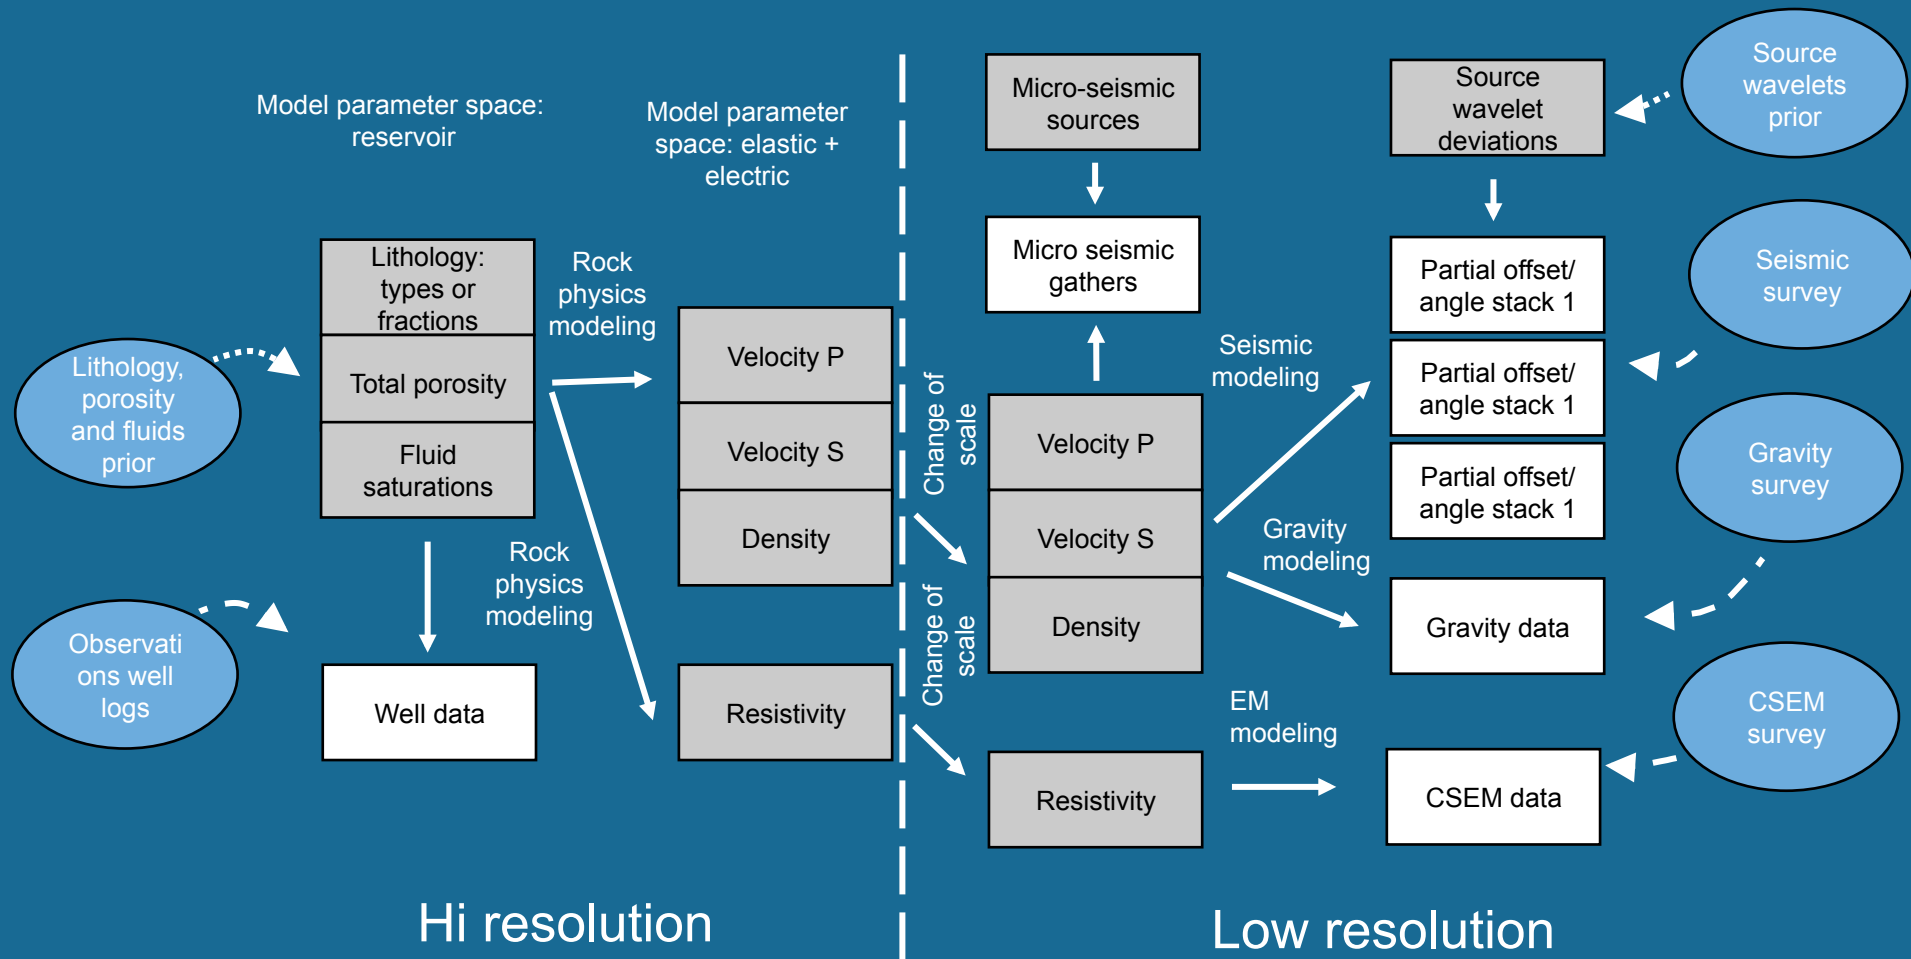 Model parameter space:
reservoir
Model parameter
space: elastic +
electric
Micro-seismic
sources
Source
wavelet
deviations
Source
wavelets
prior
Lithology:
types or
fractions
Total porosity
Fluid
saturations
Rock
physics
modeling
Micro seismic
gathers
Partial offset/
angle stack 1
Partial offset/
angle stack 1
Partial offset/
angle stack 1
Seismic
survey
Lithology,
porosity
and fluids
prior
Velocity P
Velocity S
Density
Change of
scale
Seismic
modeling
Velocity P
Velocity S
Density
Gravity
survey
Rock
physics
modeling
Gravity
modeling
Change of
scale
Gravity data
Observati
ons well
logs
Well data
Resistivity
EM
modeling
Resistivity
CSEM data
CSEM
survey
Hi resolution
Low resolution